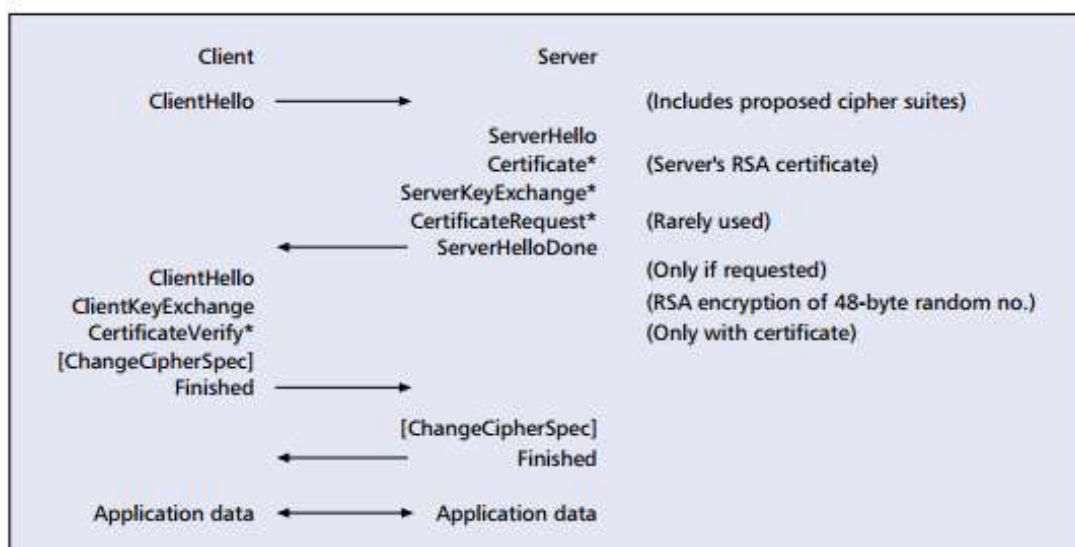 Client Server
ClientHello (Includes proposed cipher suites)
ServerHello
Certificate* (Server's RSA certificate)
ServerKeyExchange*
CertificateRequest* (Rarely used)
ServerHelloDone
ClientHello (Only if requested)
ClientKeyExchange (RSA encryption of 48-byte random no.)
CertificateVerify* (Only with certificate)
[ChangeCipherSpec]
Finished
[ChangeCipherSpec]
Finished
Application data Application data